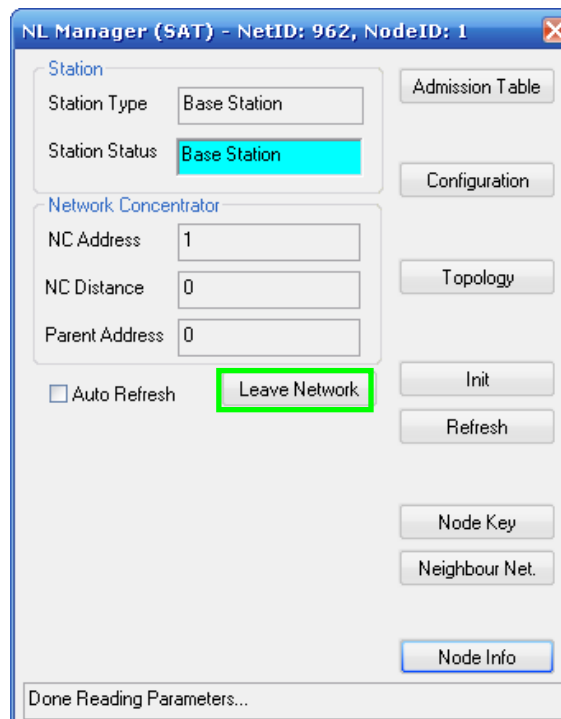 NL Manager (SAT) - NetID: 962, NodeID: 1
Station
Station Type Base Station
Station Status Base Station
Network Concentrator
NC Address 1
NC Distance 0
Parent Address 0
Auto Refresh
Leave Network
Admission Table
Configuration
Topology
Init
Refresh
Node Key
Neighbour Net.
Node Info
Done Reading Parameters...